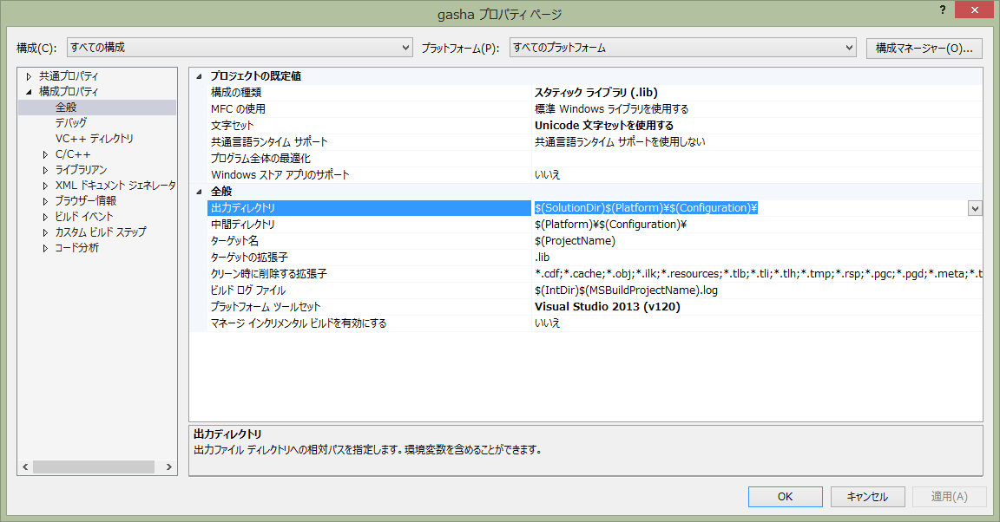 gasha プロパティ ページ
?
構成(C): すべての構成 プラットフォーム(P): すべてのプラットフォーム 構成マネージャー(O)...
共通プロパティ
構成プロパティ
全般
デバッグ
VC++ ディレクトリ
C/C++
ライブラリアン
XML ドキュメント ジェネレータ
ブラウザー情報
ビルド イベント
カスタム ビルド ステップ
コード分析
プロジェクトの既定値
構成の種類 スタティック ライブラリ (.lib)
MFC の使用 標準 Windows ライブラリを使用する
文字セット Unicode 文字セットを使用する
共通言語ランタイム サポート 共通言語ランタイム サポートを使用しない
プログラム全体の最適化
Windows ストア アプリのサポート いいえ
全般
出力ディレクトリ $(SolutionDir)$(Platform)¥$(Configuration)¥
中間ディレクトリ $(Platform)¥$(Configuration)¥
ターゲット名 $(ProjectName)
ターゲットの拡張子 .lib
クリーン時に削除する拡張子 *.cdf;*.cache;*.obj;*.ilk;*.resources;*.tlb;*.tli;*.tlh;*.tmp;*.rsp;*.pgc;*.pgd;*.meta;*.t
ビルド ログ ファイル $(IntDir)$(MSBuildProjectName).log
プラットフォーム ツールセット Visual Studio 2013 (v120)
マネージ インクリメンタル ビルドを有効にする いいえ
出力ディレクトリ
出力ファイル ディレクトリへの相対パスを指定します。環境変数を含めることができます。
OK キャンセル 適用(A)